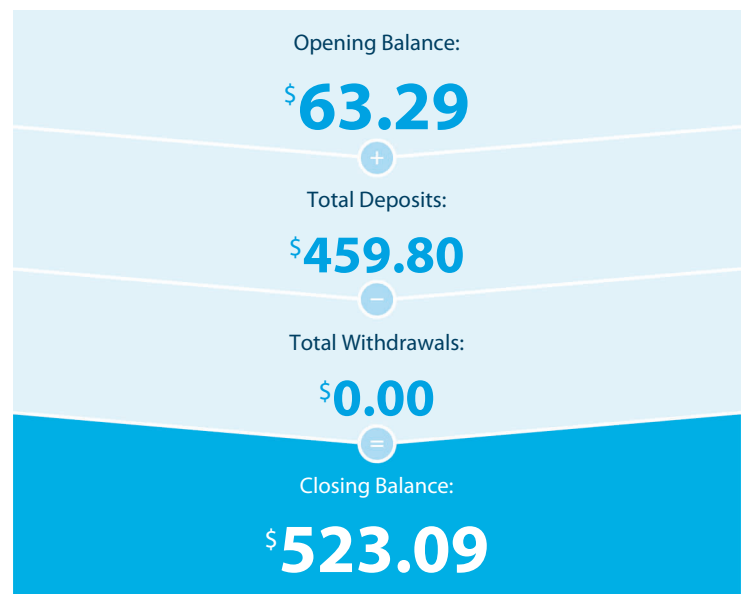 Opening Balance:
$63.29
+
Total Deposits:
$459.80
−
Total Withdrawals:
$0.00
=
Closing Balance:
$523.09